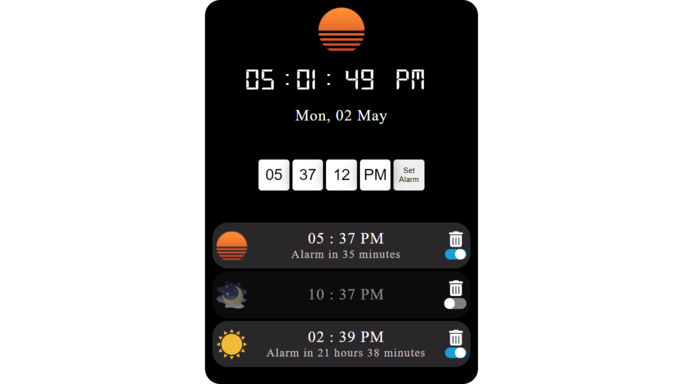 05 : 01 : 49 PM
Mon, 02 May
05 37 12 PM Set Alarm
05 : 37 PM
Alarm in 35 minutes
10 : 37 PM
02 : 39 PM
Alarm in 21 hours 38 minutes